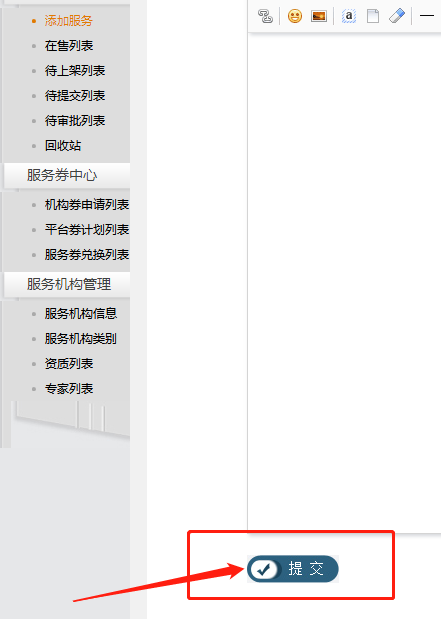 添加服务
在售列表
待上架列表
待提交列表
待审批列表
回收站
服务券中心
机构券申请列表
平台券计划列表
服务券兑换列表
服务机构管理
服务机构信息
服务机构类别
资质列表
专家列表
a
提 交